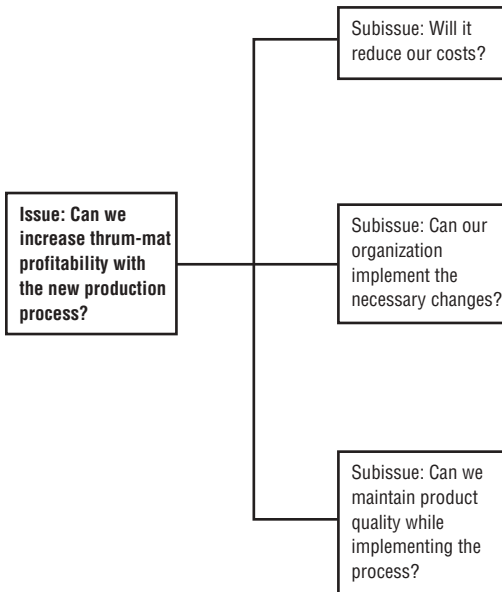 Subissue: Will it
reduce our costs?
Issue: Can we
increase thrum-mat
profitability with
the new production
process?
Subissue: Can our
organization
implement the
necessary changes?
Subissue: Can we
maintain product
quality while
implementing the
process?